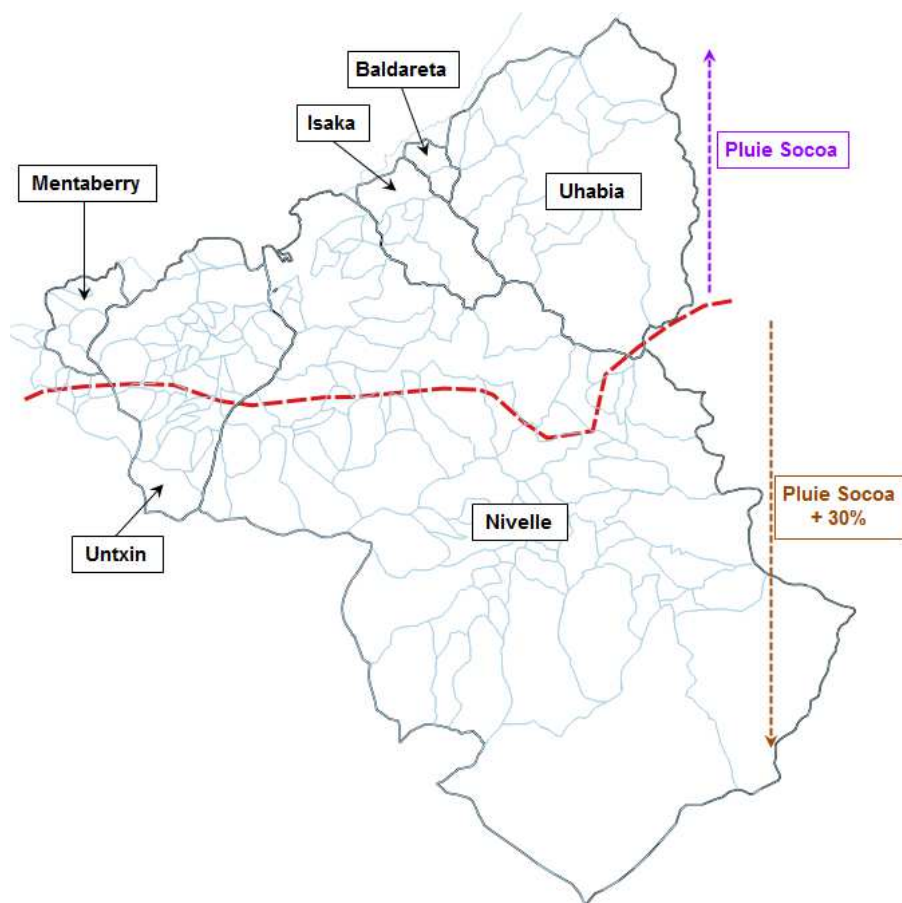 Baldareta
Isaka
Pluie Socoa
Mentaberry
Uhabia
Pluie Socoa
+ 30%
Nivelle
Untxin